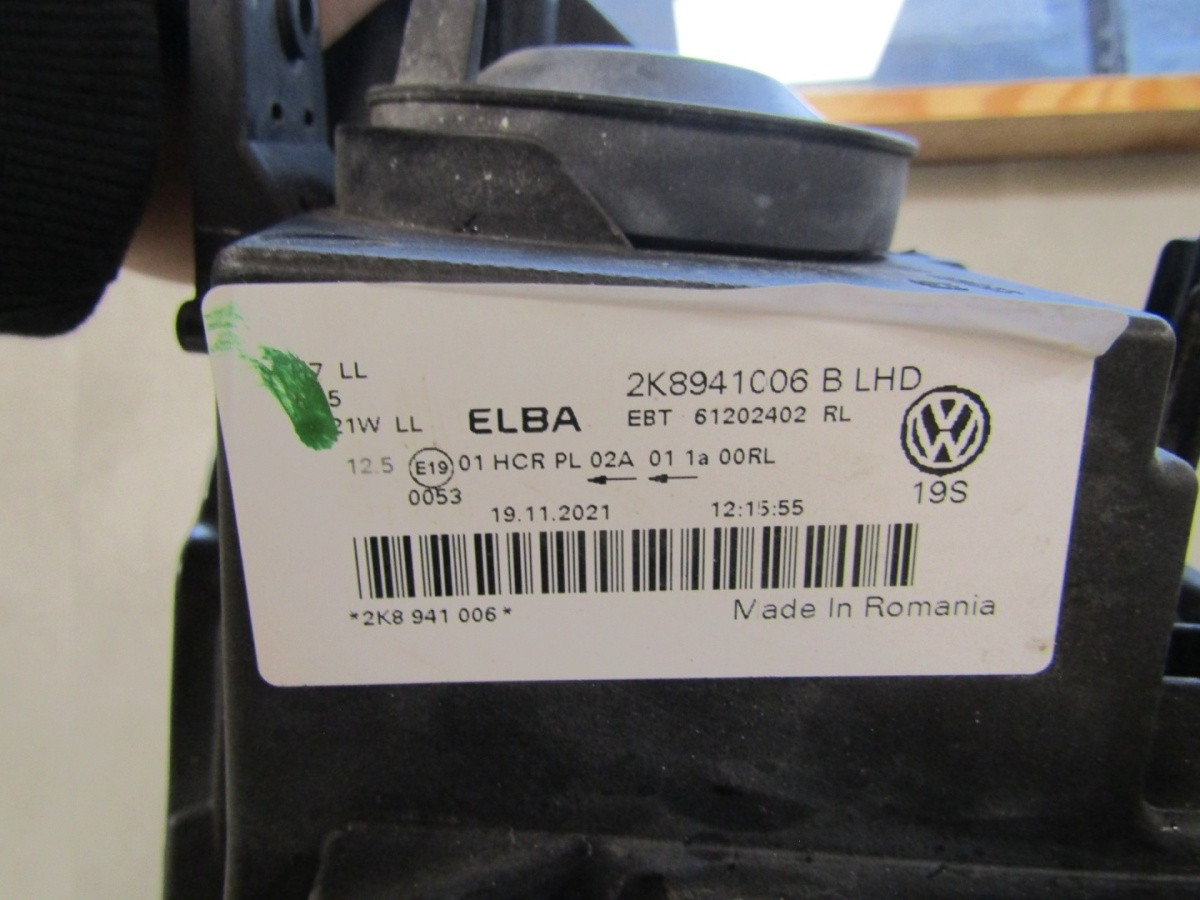 LL
2K8941006 B LHD
21W LL
ELBA
EBT 61202402 RL
12.5 E19 01 HCR PL 02A 01 1a 00RL
0053
19S
19.11.2021 12:15:55
*2K8 941 006*
Made In Romania